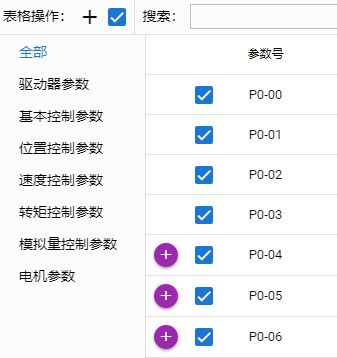 表格操作： 搜索：
全部
驱动器参数
基本控制参数
位置控制参数
速度控制参数
转矩控制参数
模拟量控制参数
电机参数
参数号
P0-00
P0-01
P0-02
P0-03
P0-04
P0-05
P0-06